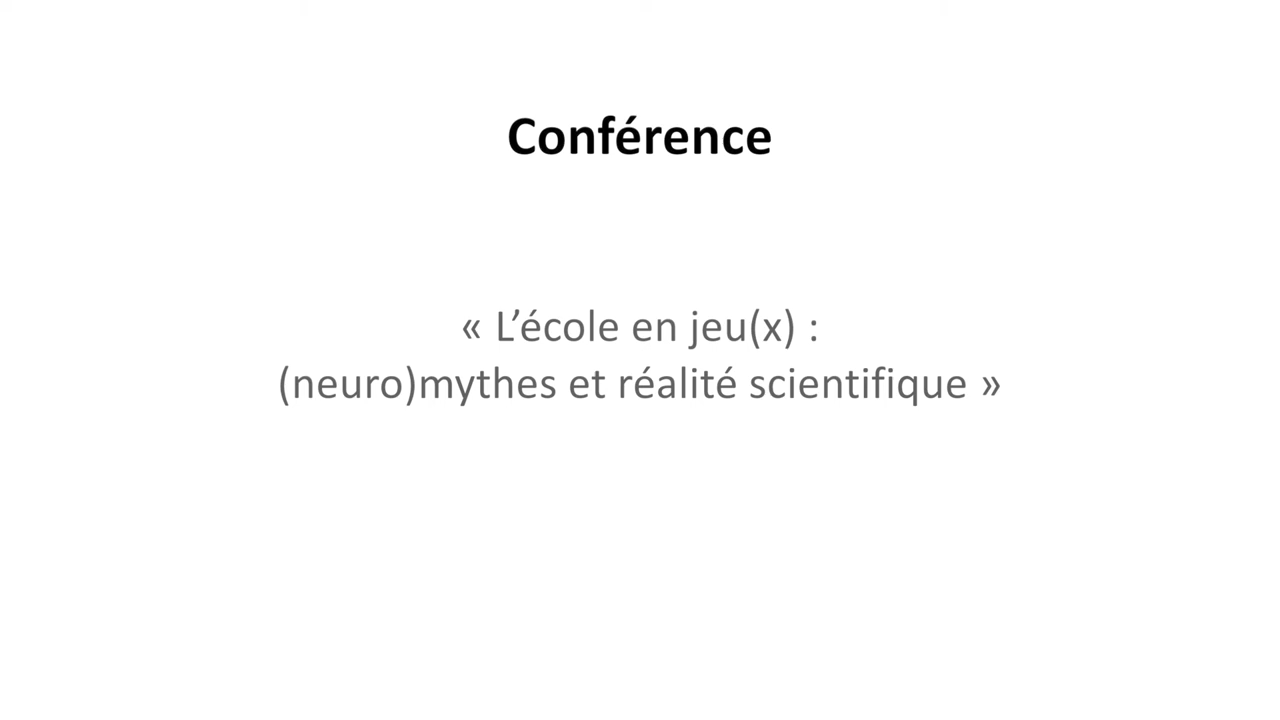 Conférence
« L’école en jeu(x) :
(neuro)mythes et réalité scientifique »